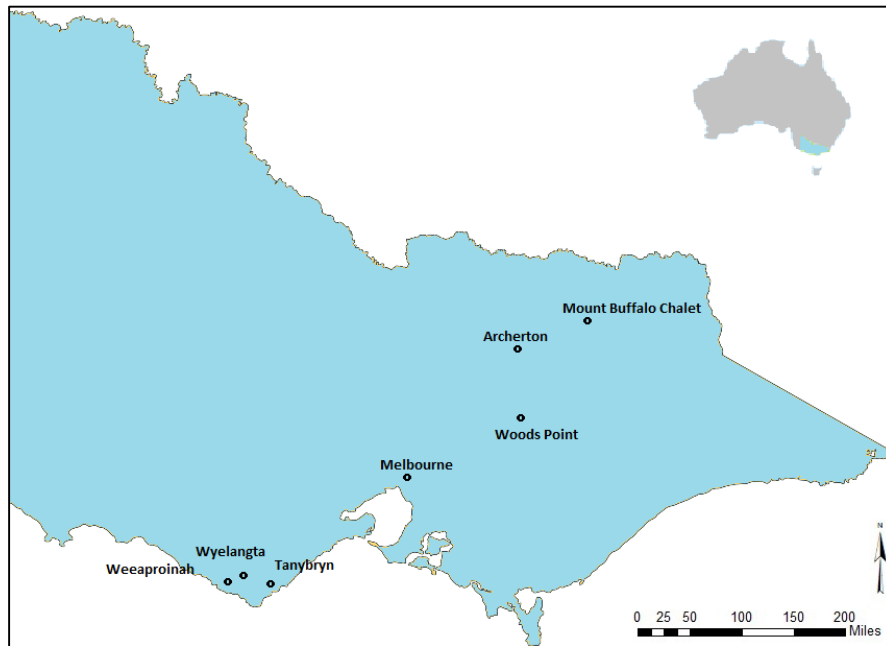 Mount Buffalo Chalet
Archerton
Woods Point
Melbourne
Wyelangta
Weeaproinah
Tanybryn
N
0 25 50 100 150 200
Miles